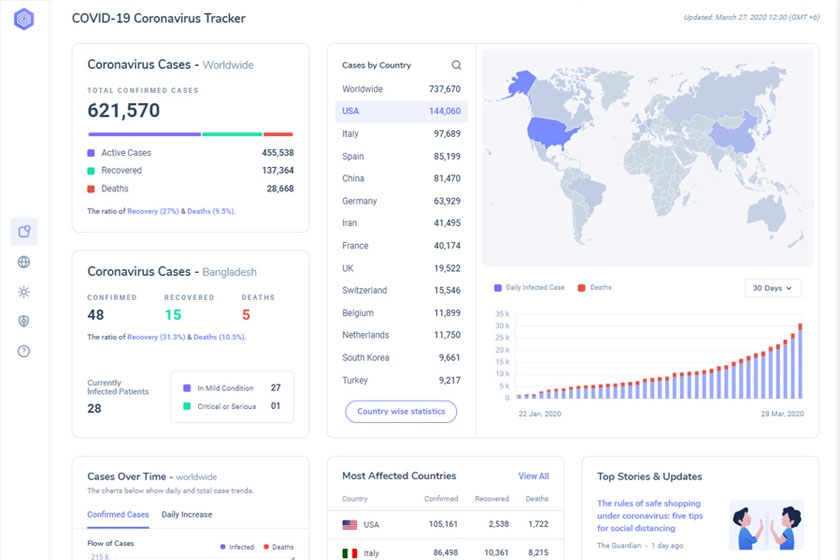 COVID-19 Coronavirus Tracker
Updated: March 27, 2020 12:30 (GMT +6)
Coronavirus Cases - Worldwide
TOTAL CONFIRMED CASES
621,570
Active Cases 455,538
Recovered 137,364
Deaths 28,668
The ratio of Recovery (27%) & Deaths (9.5%).
Coronavirus Cases - Bangladesh
CONFIRMED RECOVERED DEATHS
48 15 5
The ratio of Recovery (31.3%) & Deaths (10.5%).
Currently
Infected Patients
28
In Mild Condition 27
Critical or Serious 01
Cases by Country
Worldwide 737,670
USA 144,060
Italy 97,689
Spain 85,199
China 81,470
Germany 63,929
Iran 41,495
France 40,174
UK 19,522
Switzerland 15,546
Belgium 11,899
Netherlands 11,750
South Korea 9,661
Turkey 9,217
Country wise statistics
Daily Infected Case Deaths
30 Days
35 k
30 k
25 k
20 k
15 k
10 k
5 k
0
22 Jan, 2020 28 Mar, 2020
Cases Over Time - worldwide
The charts below show daily and total case trends.
Confirmed Cases Daily Increase
Flow of Cases
Infected Deaths
215 k
Most Affected Countries View All
Country Confirmed Recovered Deaths
USA 105,161 2,538 1,722
Italy 86,498 10,361 8,215
Top Stories & Updates
The rules of safe shopping
under coronavirus: five tips
for social distancing
The Guardian - 1 day ago